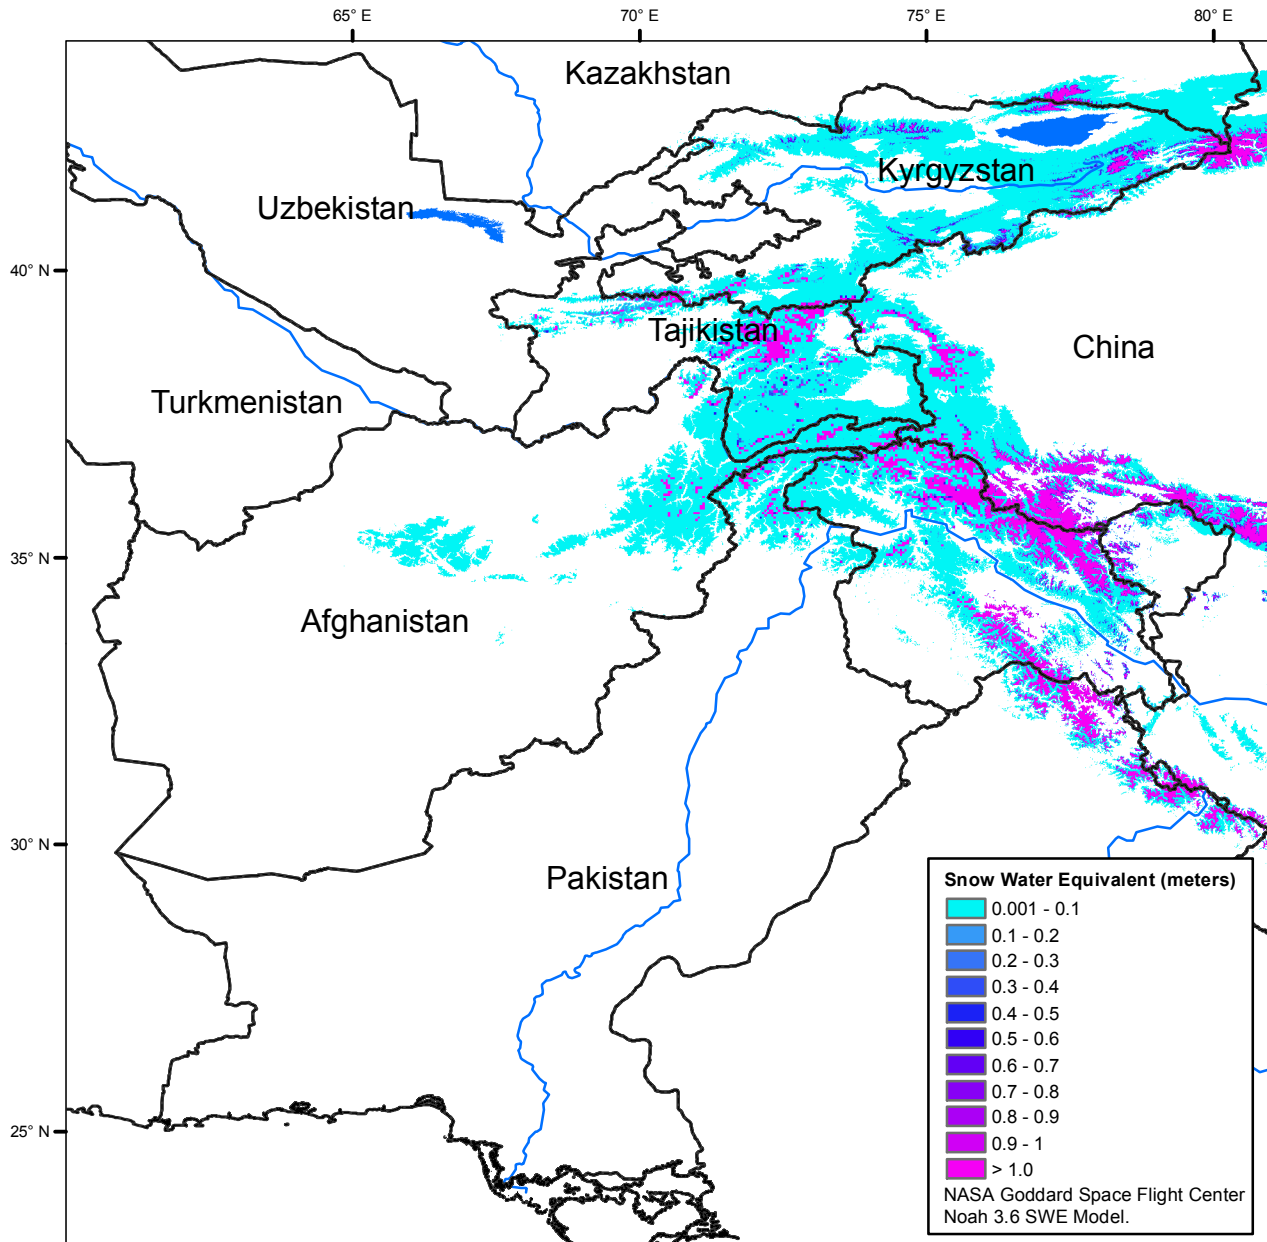 65° E
70° E
75° E
80° E
Kazakhstan
Kyrgyzstan
Uzbekistan
40° N
Tajikistan
China
Turkmenistan
35° N
Afghanistan
30° N
Pakistan
25° N
Snow Water Equivalent (meters)
0.001 - 0.1
0.1 - 0.2
0.2 - 0.3
0.3 - 0.4
0.4 - 0.5
0.5 - 0.6
0.6 - 0.7
0.7 - 0.8
0.8 - 0.9
0.9 - 1
> 1.0
NASA Goddard Space Flight Center
Noah 3.6 SWE Model.